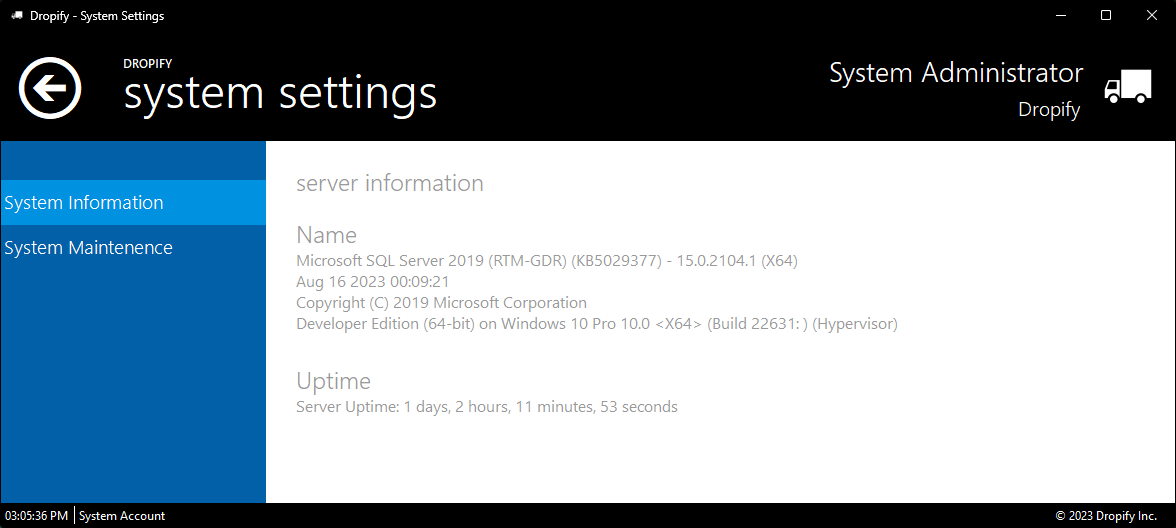 Dropify - System Settings
DROPIFY
system settings
System Administrator
Dropify
System Information
System Maintenence
server information
Name
Microsoft SQL Server 2019 (RTM-GDR) (KB5029377) - 15.0.2104.1 (X64)
Aug 16 2023 00:09:21
Copyright (C) 2019 Microsoft Corporation
Developer Edition (64-bit) on Windows 10 Pro 10.0 <X64> (Build 22631: ) (Hypervisor)
Uptime
Server Uptime: 1 days, 2 hours, 11 minutes, 53 seconds
03:05:36 PM
System Account
© 2023 Dropify Inc.